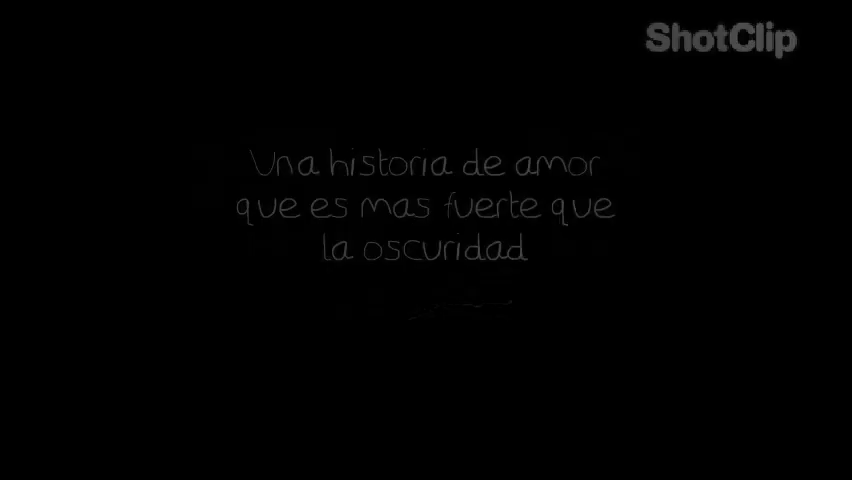 ShotClip
Una historia de amor
que es mas fuerte que
la oscuridad